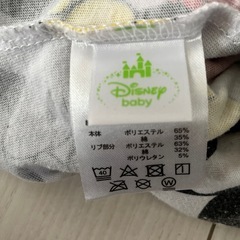 Disney
baby
本体 ポリエステル 65%
綿 35%
リブ部分 ポリエステル 63%
綿 32%
ポリウレタン 5%
40